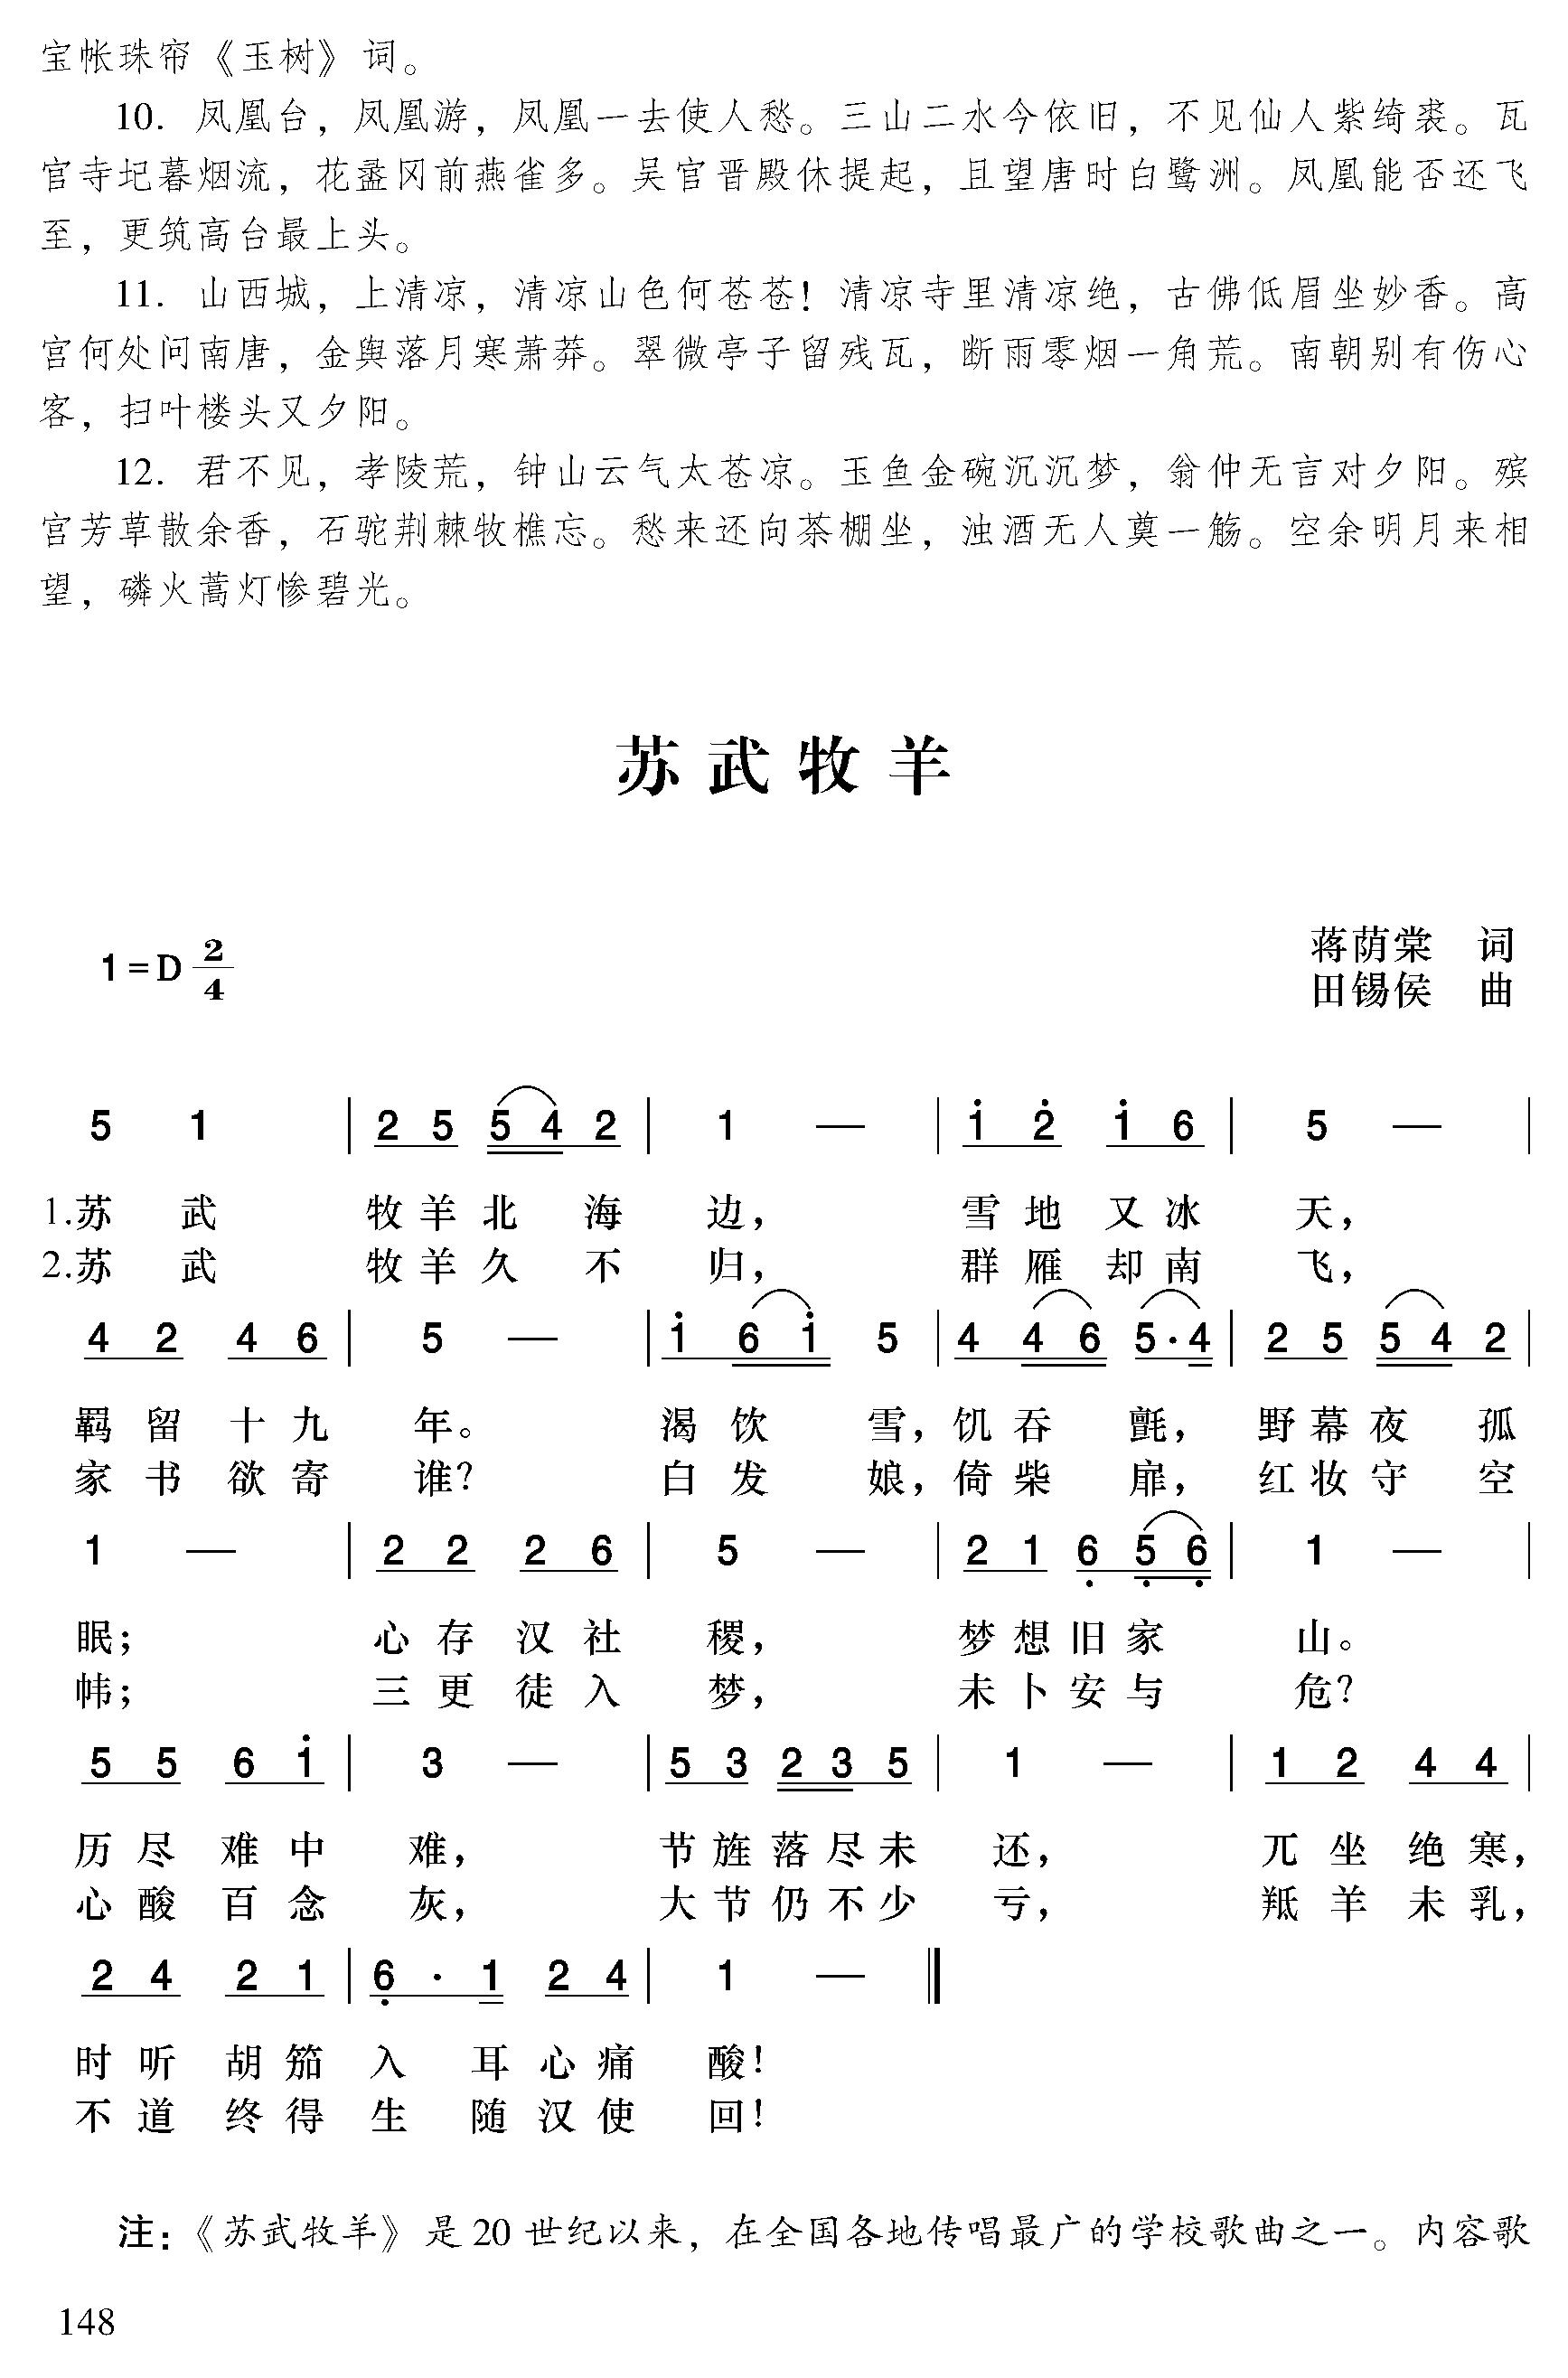 宝帐珠帘《玉树》词。
10. 凤凰台，凤凰游，凤凰一去使人愁。三山二水今依旧，不见仙人紫绮裘。瓦
官寺圮暮烟流，花盝冈前燕雀多。吴官晋殿休提起，且望唐时白鹭洲。凤凰能否还飞
至，更筑高台最上头。
11. 山西城，上清凉，清凉山色何苍苍！清凉寺里清凉绝，古佛低眉坐妙香。高
宫何处问南唐，金舆落月寒萧莽。翠微亭子留残瓦，断雨零烟一角荒。南朝别有伤心
客，扫叶楼头又夕阳。
12. 君不见，孝陵荒，钟山云气太苍凉。玉鱼金碗沉沉梦，翁仲无言对夕阳。殡
宫芳草散余香，石驼荆棘牧樵忘。愁来还向茶棚坐，浊酒无人奠一觞。空余明月来相
望，磷火蒿灯惨碧光。
苏武牧羊
1=D 2/4
蒋荫棠 词
田锡侯 曲
5 1 | 2 5 5 4 2 | 1 — | i 2̇ i 6 | 5 — |
1.苏 武 牧 羊 北 海 边， 雪 地 又 冰 天，
2.苏 武 牧 羊 久 不 归， 群 雁 却 南 飞，
4 2 4 6 | 5 — | i 6 i 5 | 4 4 6 5·4 | 2 5 5 4 2 |
羁 留 十 九 年。 渴 饮 雪，饥 吞 氈， 野 幕 夜 孤
家 书 欲 寄 谁？ 白 发 娘，倚 柴 扉， 红 妆 守 空
1 — | 2 2 2 6 | 5 — | 2 1 6̣ 5̣ 6̣ | 1 — |
眠； 心 存 汉 社 稷， 梦 想 旧 家 山。
帏； 三 更 徒 入 梦， 未 卜 安 与 危？
5 5 6 i | 3 — | 5 3 2 3 5 | 1 — | 1 2 4 4 |
历 尽 难 中 难， 节 旌 落 尽 未 还， 兀 坐 绝 寒，
心 酸 百 念 灰， 大 节 仍 不 少 亏， 羝 羊 未 乳，
2 4 2 1 | 6̣ · 1 2 4 | 1 — ‖
时 听 胡 笳 入 耳 心 痛 酸！
不 道 终 得 生 随 汉 使 回！
注：《苏武牧羊》是20世纪以来，在全国各地传唱最广的学校歌曲之一。内容歌
148